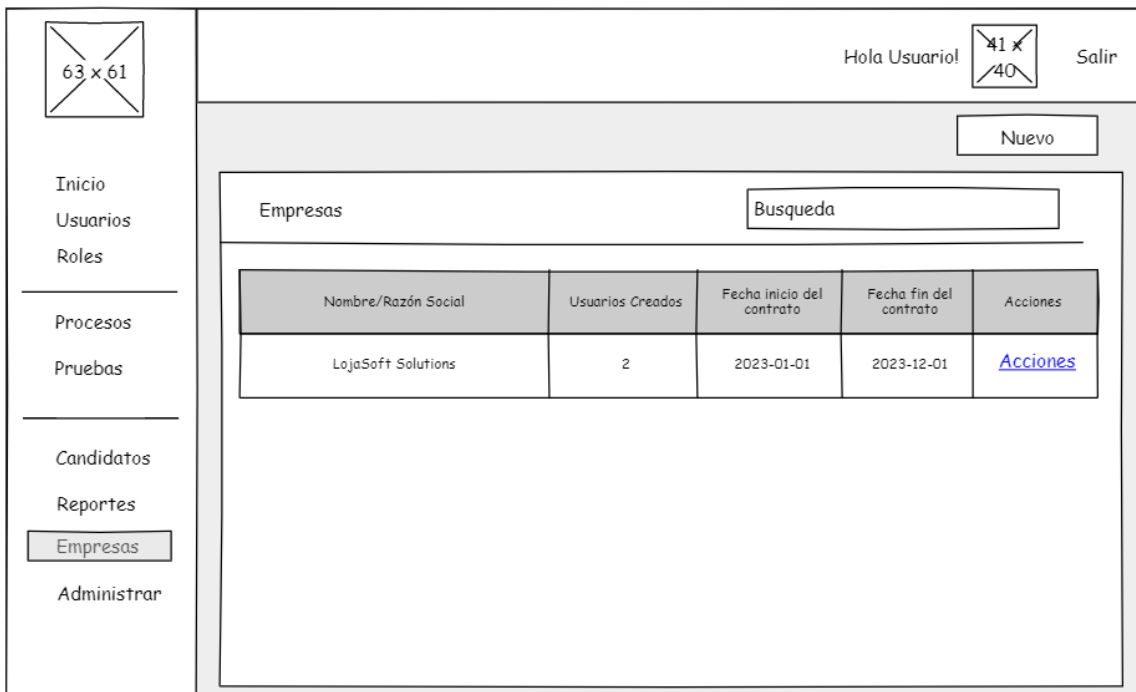 63 x 61
Hola Usuario!
41 x
40
Salir
Nuevo
Inicio
Usuarios
Roles
Procesos
Pruebas
Candidatos
Reportes
Empresas
Administrar
Empresas
Busqueda
Nombre/Razón Social
Usuarios Creados
Fecha inicio del
contrato
Fecha fin del
contrato
Acciones
LojaSoft Solutions
2
2023-01-01
2023-12-01
Acciones